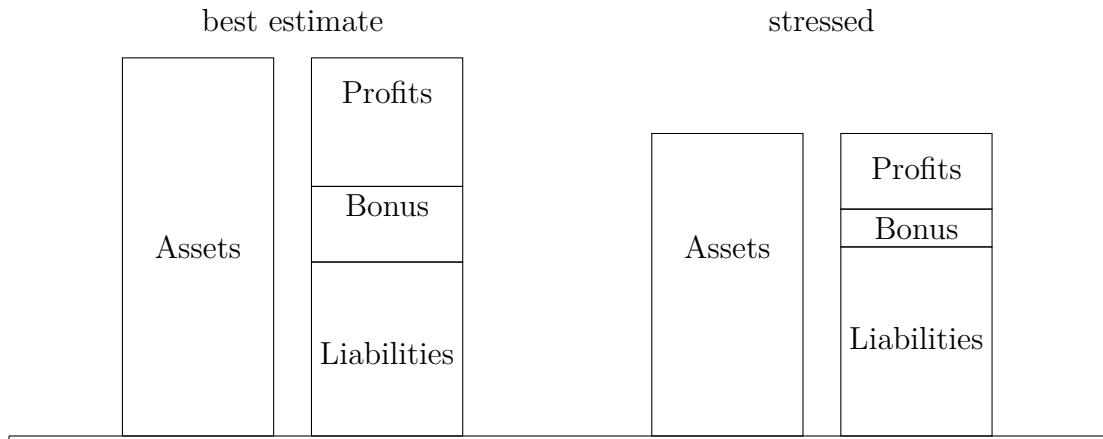 best estimate
stressed
Profits
Bonus
Assets
Liabilities
Profits
Bonus
Assets
Liabilities